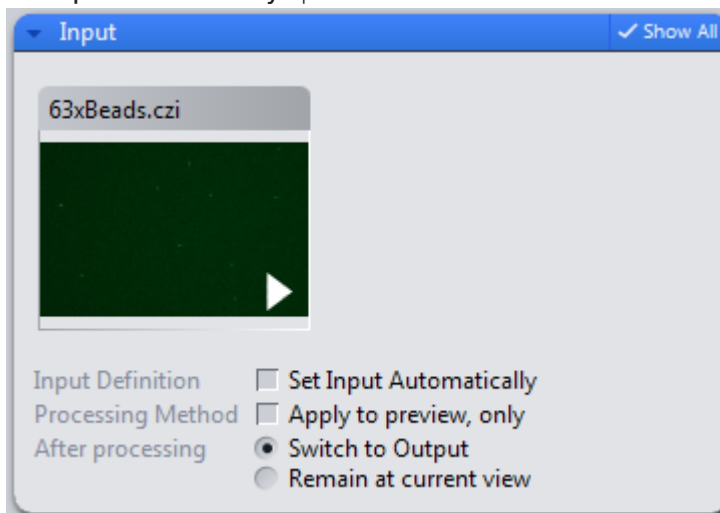 Input
Show All
63xBeads.czi
Input Definition Set Input Automatically
Processing Method Apply to preview, only
After processing Switch to Output
Remain at current view